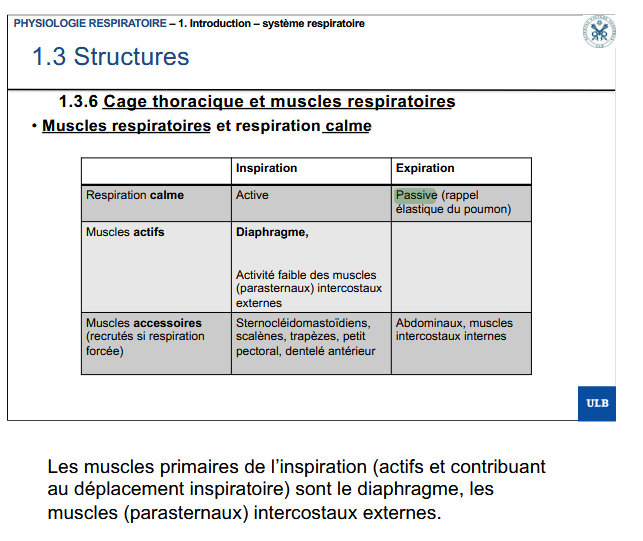 PHYSIOLOGIE RESPIRATOIRE – 1. Introduction – système respiratoire
1.3 Structures
1.3.6 Cage thoracique et muscles respiratoires
• Muscles respiratoires et respiration calme
Inspiration
Expiration
Respiration calme
Active
Passive (rappel
élastique du poumon)
Muscles actifs
Diaphragme,
Activité faible des muscles
(parasternaux) intercostaux
externes
Muscles accessoires
(recrutés si respiration
forcée)
Sternocléidomastoïdiens,
scalènes, trapèzes, petit
pectoral, dentelé antérieur
Abdominaux, muscles
intercostaux internes
ULB
Les muscles primaires de l’inspiration (actifs et contribuant
au déplacement inspiratoire) sont le diaphragme, les
muscles (parasternaux) intercostaux externes.